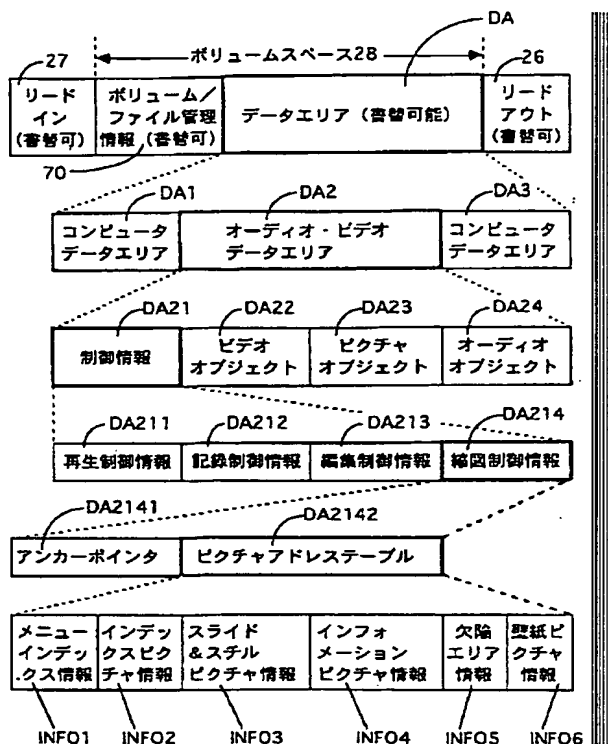 DA
27
ボリュームスペース28
26
リード
イン
(書替可)
ボリューム/
ファイル管理
情報 (書替可)
データエリア (書替可能)
リード
アウト
(書替可)
70
DA1
DA2
DA3
コンピュータ
データエリア
オーディオ・ビデオ
データエリア
コンピュータ
データエリア
DA21
DA22
DA23
DA24
制御情報
ビデオ
オブジェクト
ピクチャ
オブジェクト
オーディオ
オブジェクト
DA211
DA212
DA213
DA214
再生制御情報
記録制御情報
編集制御情報
縮図制御情報
DA2141
DA2142
アンカーポインタ
ピクチャアドレステーブル
メニュー
インデッ
クス情報
インデッ
クスピク
チャ情報
スライド
&スチル
ピクチャ情報
インフォ
メーション
ピクチャ情報
欠陥
エリア
情報
壁紙ピ
クチャ
情報
INFO1
INFO2
INFO3
INFO4
INFO5
INFO6